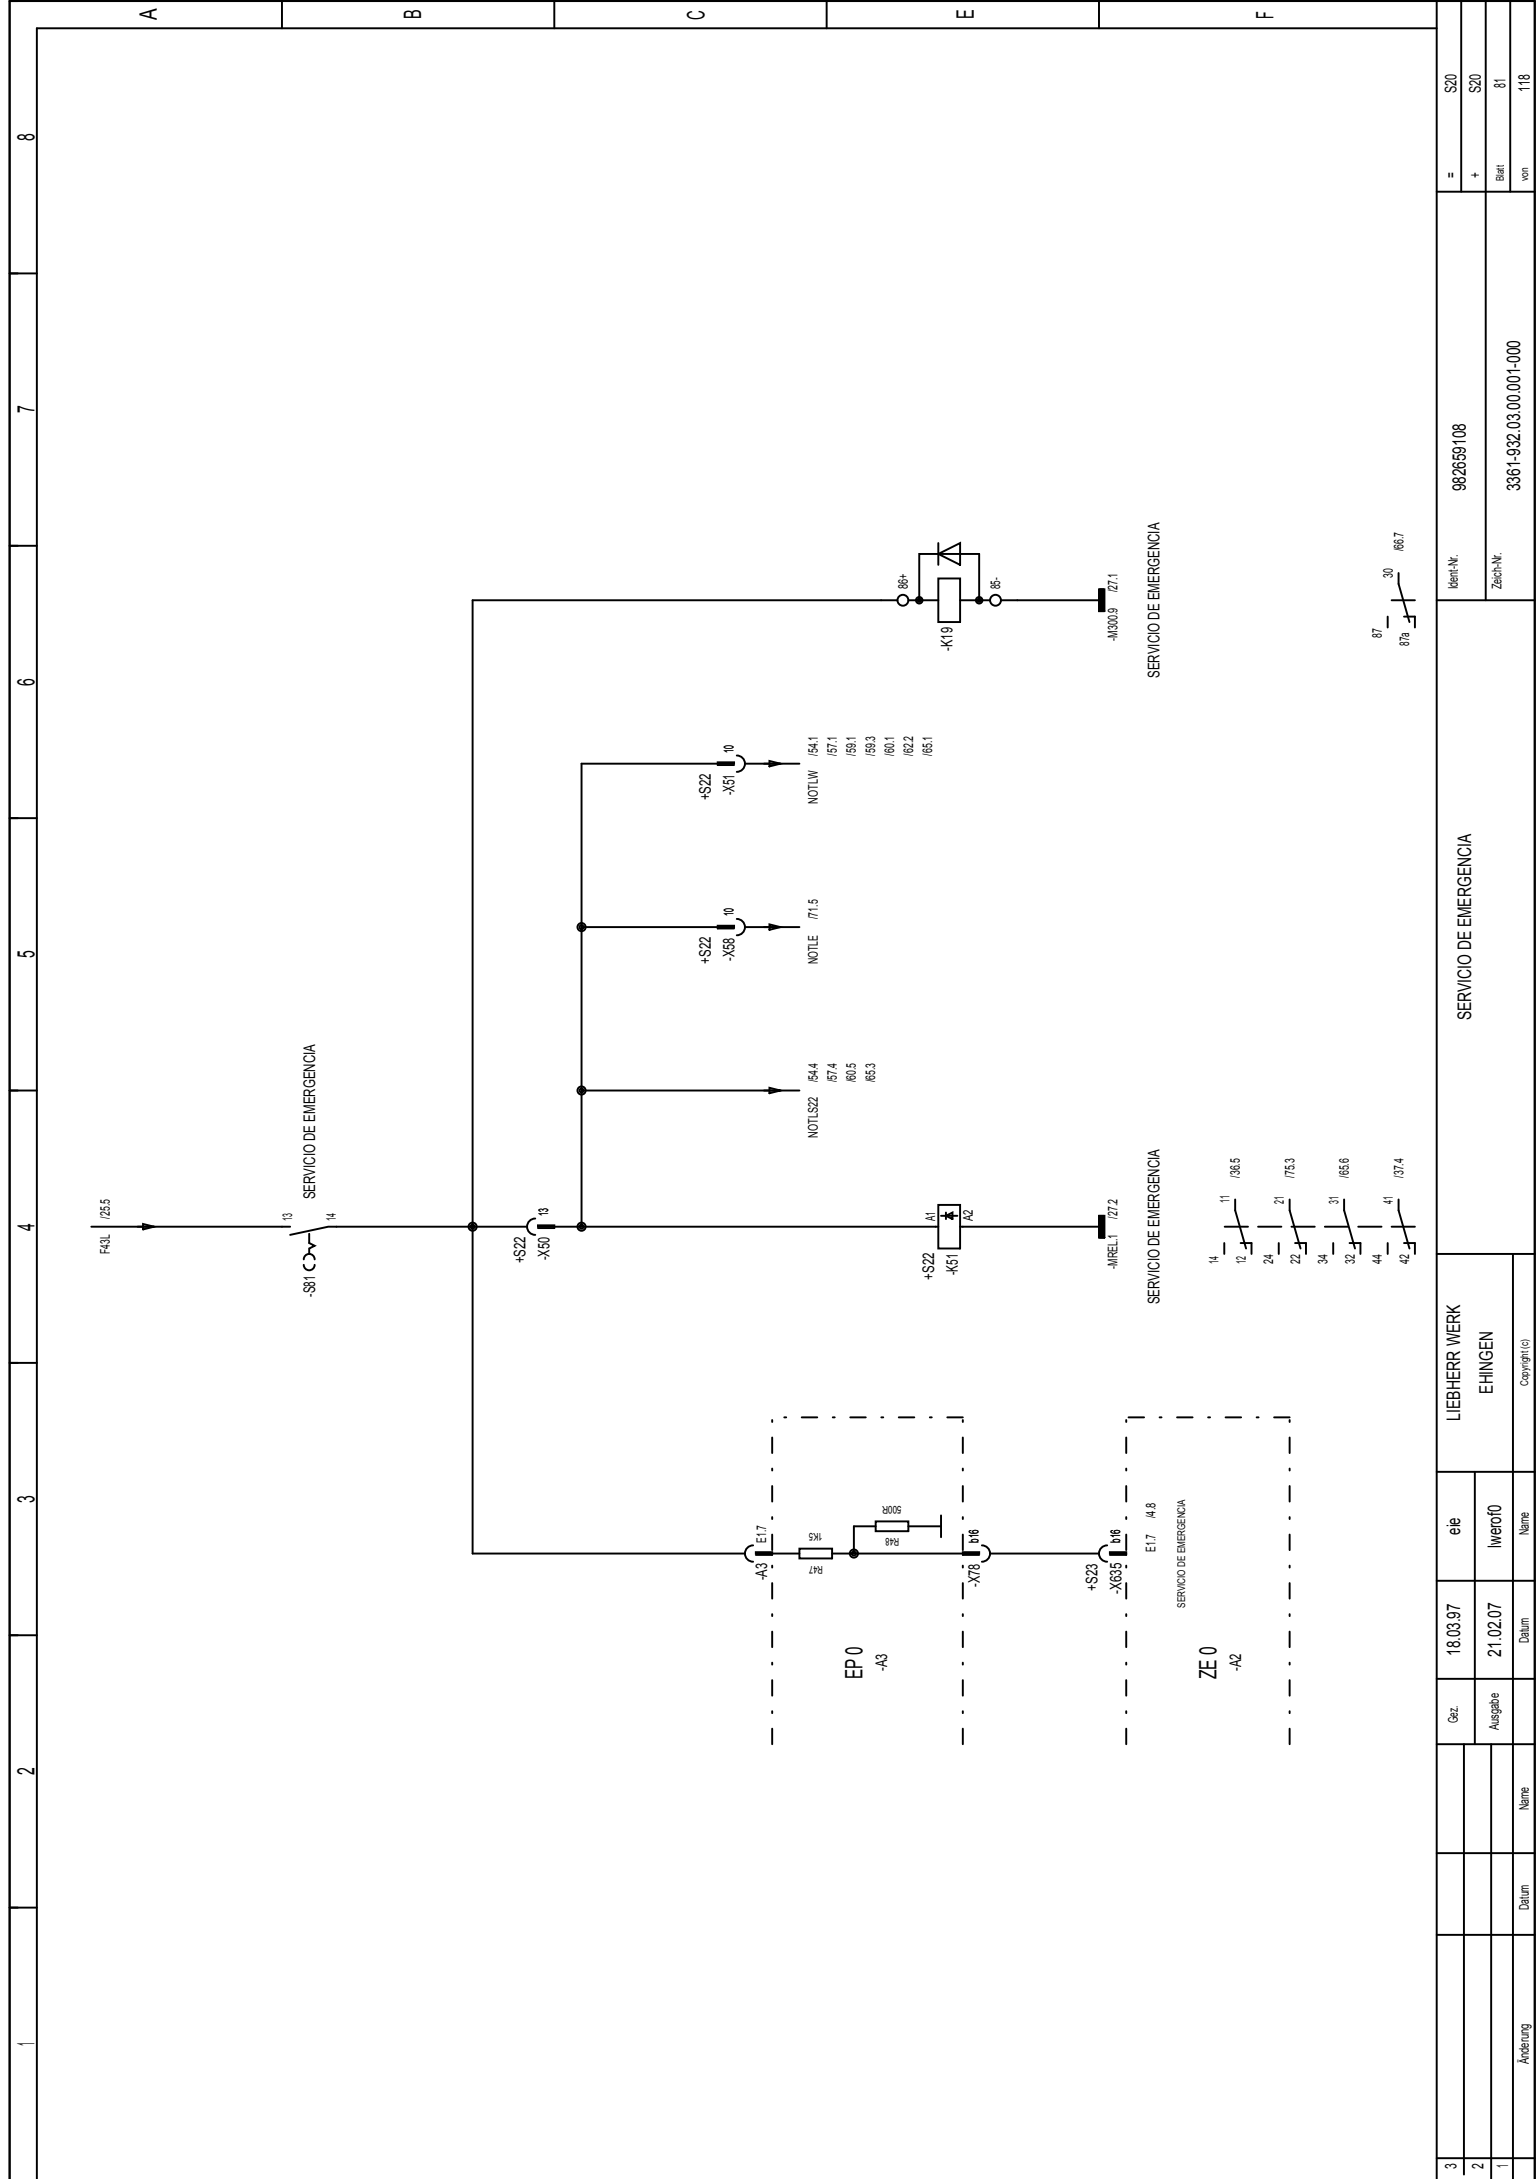 1 2 3 4 5 6 7 8
A
B
C
E
F
F43L /25.5
-S81
13
14
SERVICIO DE EMERGENCIA
+S22
-X50
13
-A3
E1.7
R47
1K5
R48
500R
EP 0
-A3
-X78
b16
+S23
-X635
b16
E1.7 /4.8
SERVICIO DE EMERGENCIA
ZE 0
-A2
+S22
-K51
A1
A2
-MREL.1 /27.2
SERVICIO DE EMERGENCIA
14 11 /36.5
12
24 21 /75.3
22
34 31 /65.6
32
44 41 /37.4
42
NOTLS22 /54.4
/57.4
/60.5
/65.3
+S22
-X58
10
NOTLE /71.5
+S22
-X51
10
NOTLW /54.1
/57.1
/59.1
/59.3
/60.1
/62.2
/65.1
-K19
86+
85-
-M300.9 /27.1
SERVICIO DE EMERGENCIA
87 30 /66.7
87a
3
2
1
Änderung Datum Name
Gez. 18.03.97 eie
Ausgabe 21.02.07 lwerof0
Datum Name
LIEBHERR WERK
EHINGEN
Copyright (c)
SERVICIO DE EMERGENCIA
Ident-Nr. 982659108
Zeich-Nr. 3361-932.03.00.001-000
= S20
+ S20
Blatt 81
von 118